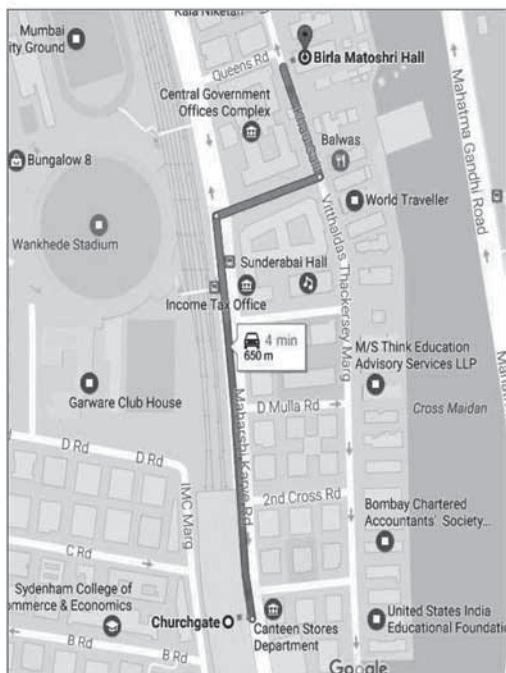 Kala Niketan
Mumbai
ity Ground
Queens Rd
Birla Matoshri Hall
Mahatma Gandhi Road
Central Government
Offices Complex
Balwas
Bungalow 8
World Traveller
Wankhede Stadium
Vitthaldas Thackersey Marg
Sunderabai Hall
Income Tax Office
4 min
650 m
M/S Think Education
Advisory Services LLP
Garware Club House
Maharshi Karve Rd
D Mulla Rd
Cross Maidan
D Rd
D Rd
IMC Marg
2nd Cross Rd
Bombay Chartered
Accountants' Society...
C Rd
Sydenham College of
ommerce & Economics
Churchgate
Canteen Stores
Department
United States India
Educational Foundatio
B Rd
B Rd
Google